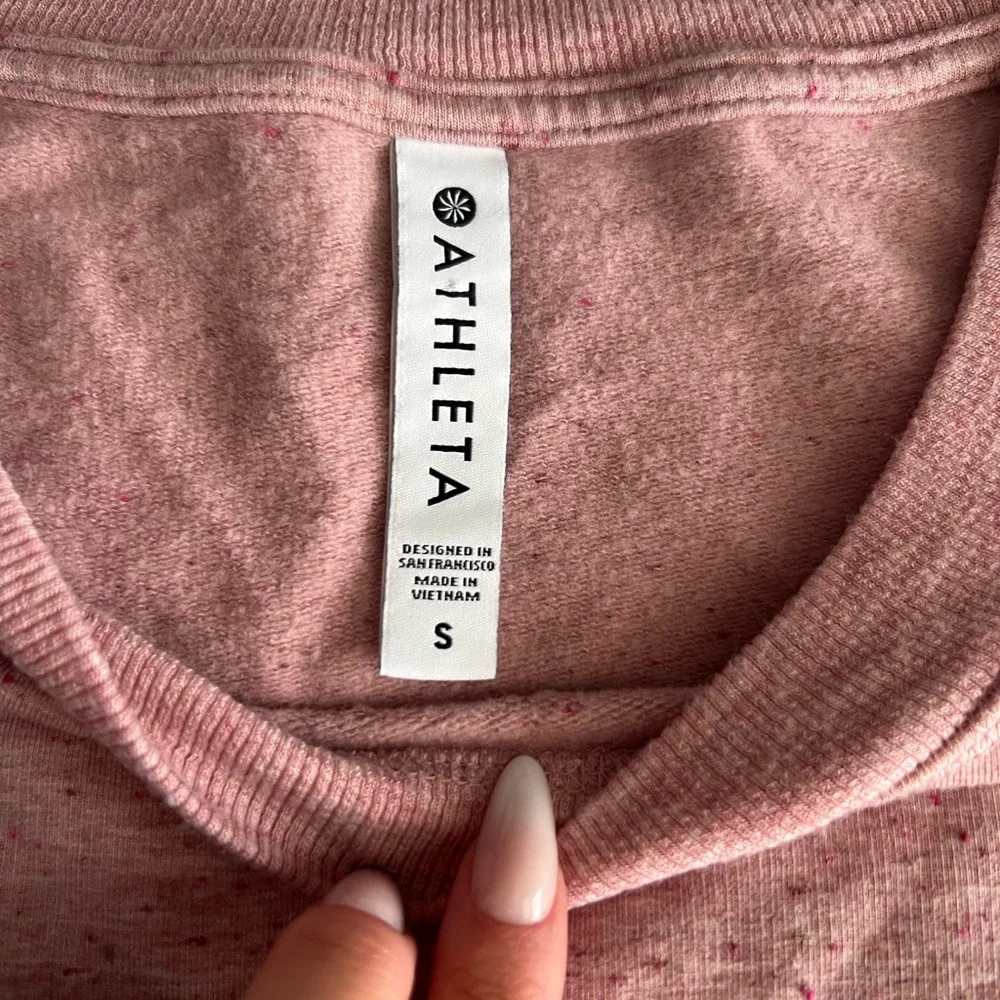 ATHLETA
DESIGNED IN
SAN FRANCISCO
MADE IN
VIETNAM
S